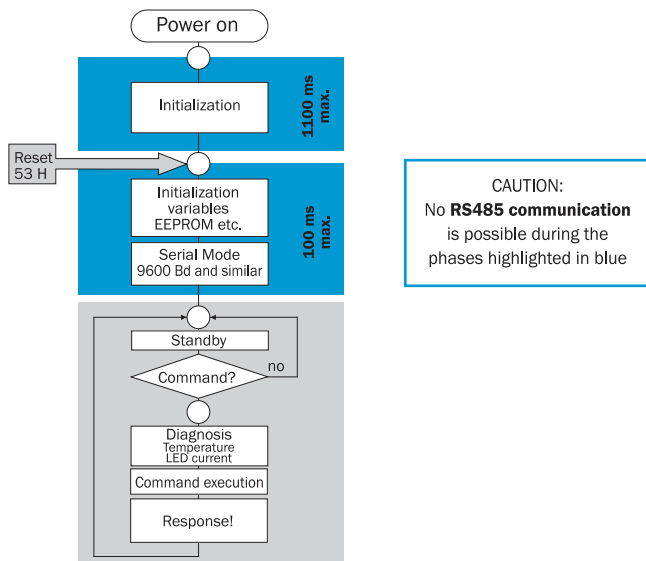 Power on
Initialization
1100 ms
max.
Reset
53 H
Initialization
variables
EEPROM etc.
Serial Mode
9600 Bd and similar
100 ms
max.
CAUTION:
No RS485 communication
is possible during the
phases highlighted in blue
Standby
Command?
no
Diagnosis
Temperature
LED current
Command execution
Response!